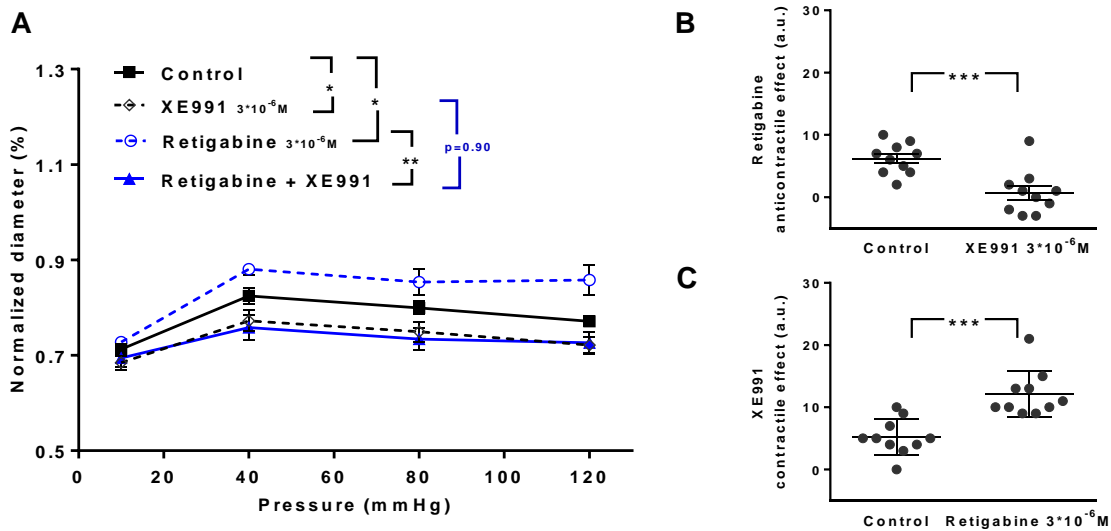 A
1.3
1.1
0.9
0.7
0.5
Normalized diameter (%)
0 20 40 60 80 100 120
Pressure (mmHg)
Control
XE991 3*10⁻⁶M
Retigabine 3*10⁻⁶M
Retigabine + XE991
*
*
**
p=0.90
B
Retigabine
anticontractile effect (a.u.)
30
20
10
0
***
Control XE991 3*10⁻⁶M
C
XE991
contractile effect (a.u.)
30
20
10
0
***
Control Retigabine 3*10⁻⁶M